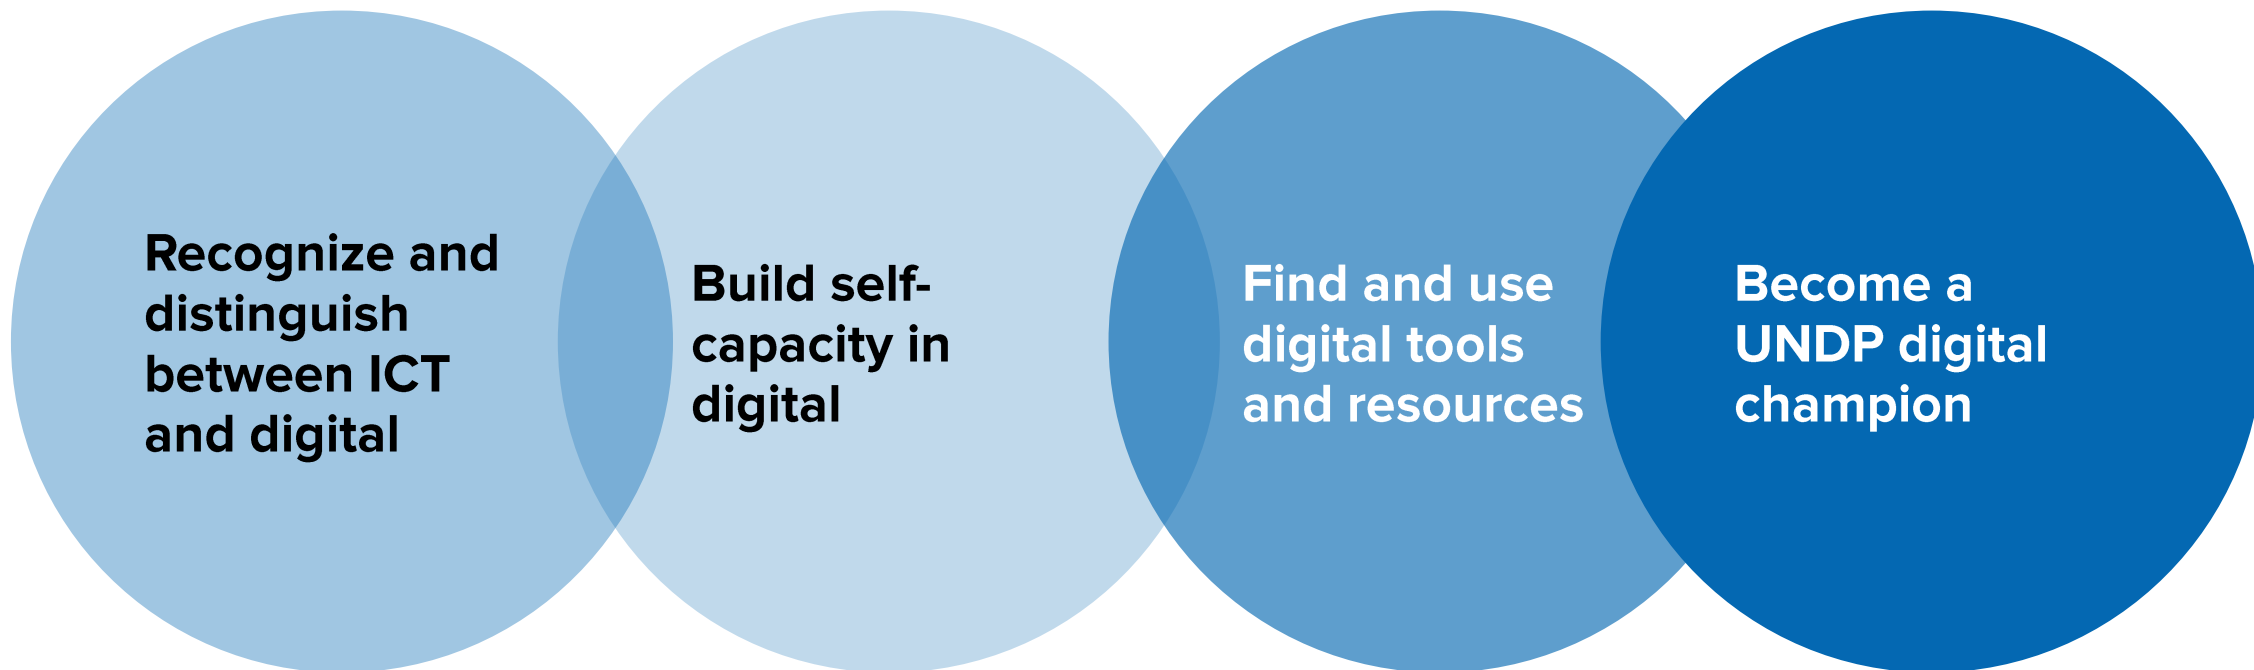 Recognize and
distinguish
between ICT
and digital
Build self-
capacity in
digital
Find and use
digital tools
and resources
Become a
UNDP digital
champion